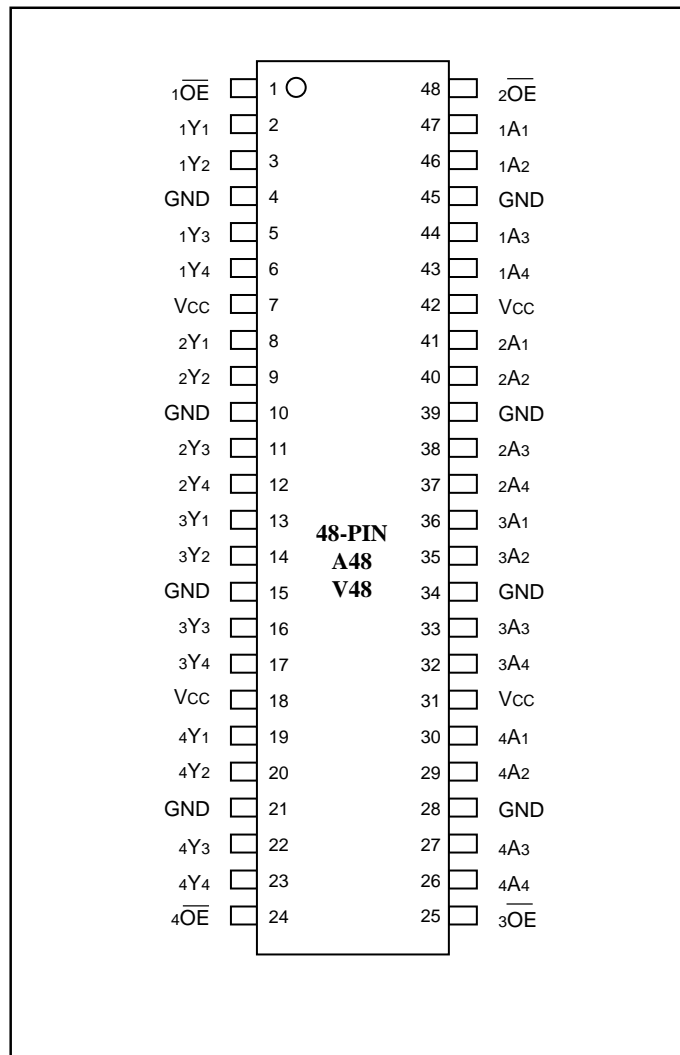 1O̅E̅ 1 48 2O̅E̅
1Y1 2 47 1A1
1Y2 3 46 1A2
GND 4 45 GND
1Y3 5 44 1A3
1Y4 6 43 1A4
VCC 7 42 VCC
2Y1 8 41 2A1
2Y2 9 40 2A2
GND 10 39 GND
2Y3 11 38 2A3
2Y4 12 37 2A4
3Y1 13 36 3A1
48-PIN
3Y2 14 35 3A2
A48
V48
GND 15 34 GND
3Y3 16 33 3A3
3Y4 17 32 3A4
VCC 18 31 VCC
4Y1 19 30 4A1
4Y2 20 29 4A2
GND 21 28 GND
4Y3 22 27 4A3
4Y4 23 26 4A4
4O̅E̅ 24 25 3O̅E̅